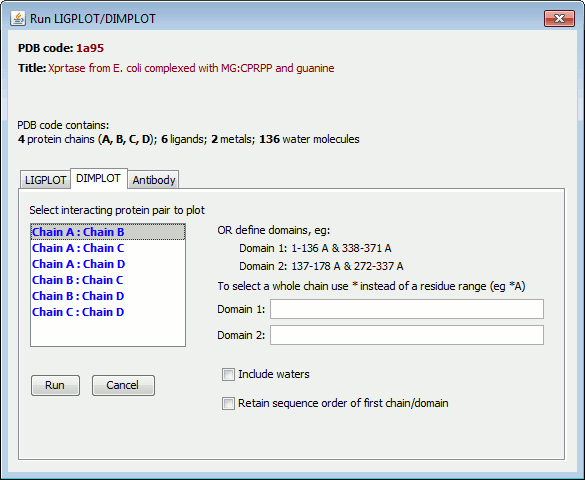 Run LIGPLOT/DIMPLOT
PDB code: 1a95
Title: Xprtase from E. coli complexed with MG:CPRPP and guanine
PDB code contains:
4 protein chains (A, B, C, D); 6 ligands; 2 metals; 136 water molecules
LIGPLOT DIMPLOT Antibody
Select interacting protein pair to plot
Chain A : Chain B
Chain A : Chain C
Chain A : Chain D
Chain B : Chain C
Chain B : Chain D
Chain C : Chain D
OR define domains, eg:
Domain 1: 1-136 A & 338-371 A
Domain 2: 137-178 A & 272-337 A
To select a whole chain use * instead of a residue range (eg *A)
Domain 1:
Domain 2:
Include waters
Retain sequence order of first chain/domain
Run Cancel